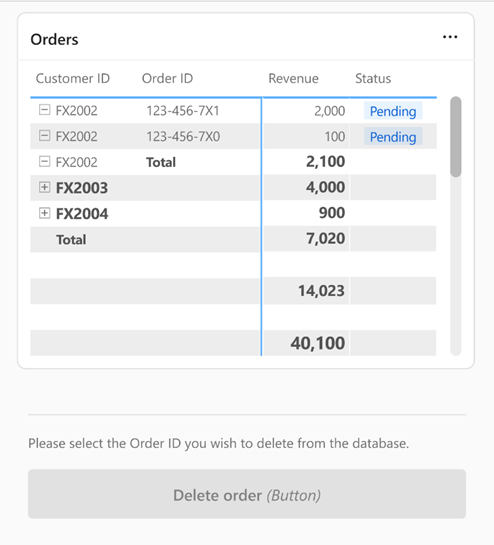 Orders
Customer ID Order ID Revenue Status
FX2002 123-456-7X1 2,000 Pending
FX2002 123-456-7X0 100 Pending
FX2002 Total 2,100
FX2003 4,000
FX2004 900
Total 7,020
14,023
40,100
Please select the Order ID you wish to delete from the database.
Delete order (Button)